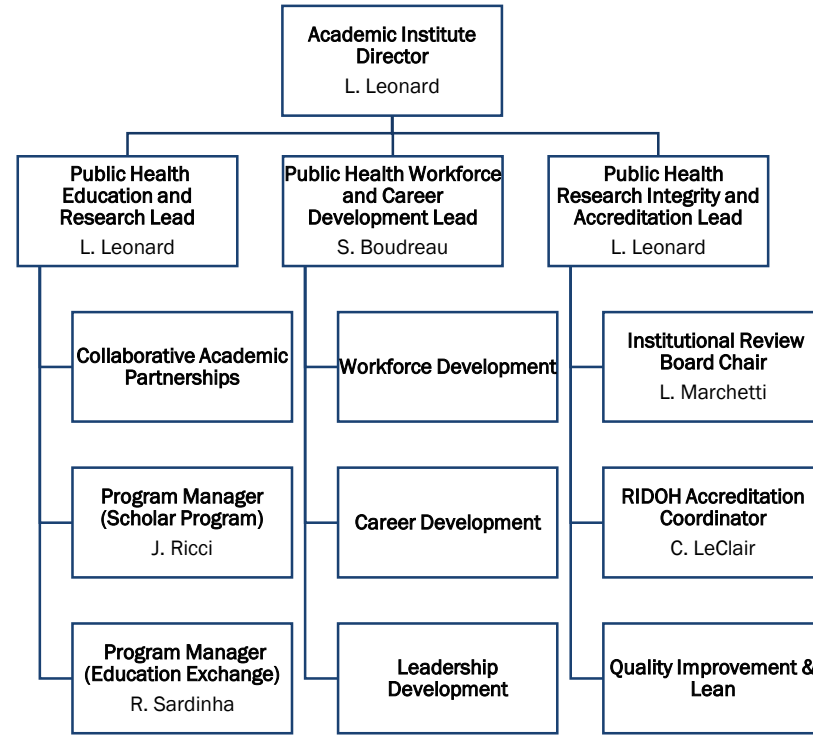 Academic Institute
Director
L. Leonard
Public Health
Education and
Research Lead
L. Leonard
Public Health Workforce
and Career
Development Lead
S. Boudreau
Public Health
Research Integrity and
Accreditation Lead
L. Leonard
Collaborative Academic
Partnerships
Workforce Development
Institutional Review
Board Chair
L. Marchetti
Program Manager
(Scholar Program)
J. Ricci
Career Development
RIDOH Accreditation
Coordinator
C. LeClair
Program Manager
(Education Exchange)
R. Sardinha
Leadership
Development
Quality Improvement &
Lean